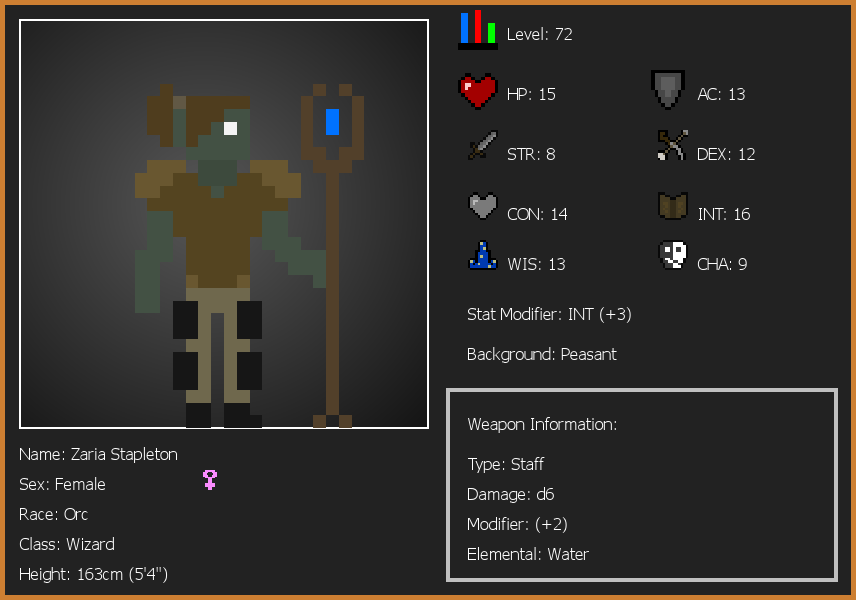 Level: 72
HP: 15
AC: 13
STR: 8
DEX: 12
CON: 14
INT: 16
WIS: 13
CHA: 9
Stat Modifier: INT (+3)
Background: Peasant
Weapon Information:
Type: Staff
Damage: d6
Modifier: (+2)
Elemental: Water
Name: Zaria Stapleton
Sex: Female
Race: Orc
Class: Wizard
Height: 163cm (5'4")